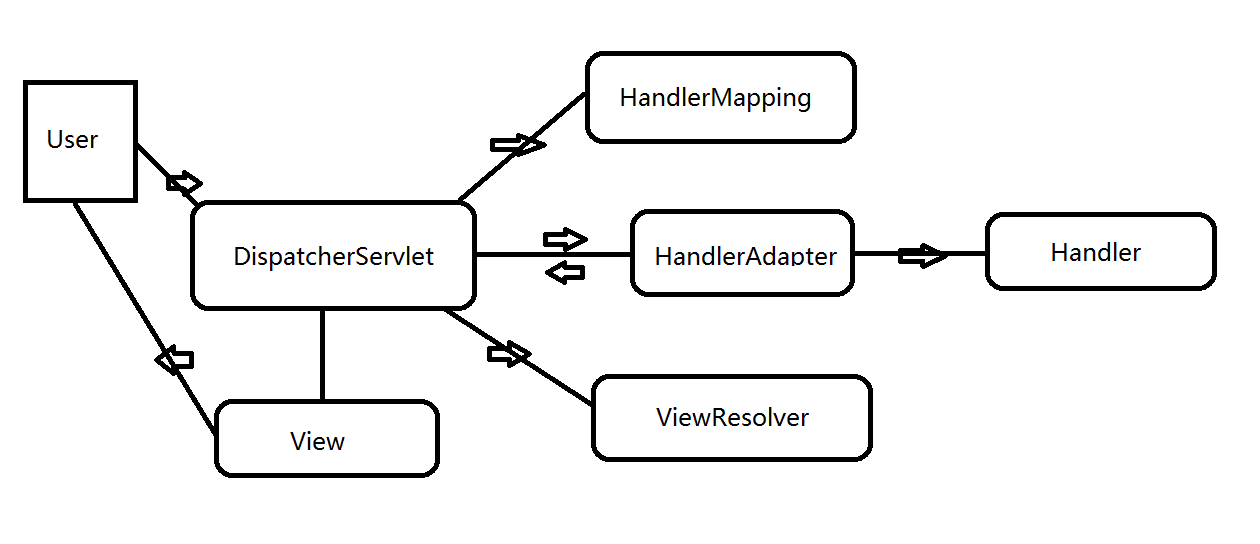 User
HandlerMapping
DispatcherServlet
HandlerAdapter
Handler
ViewResolver
View